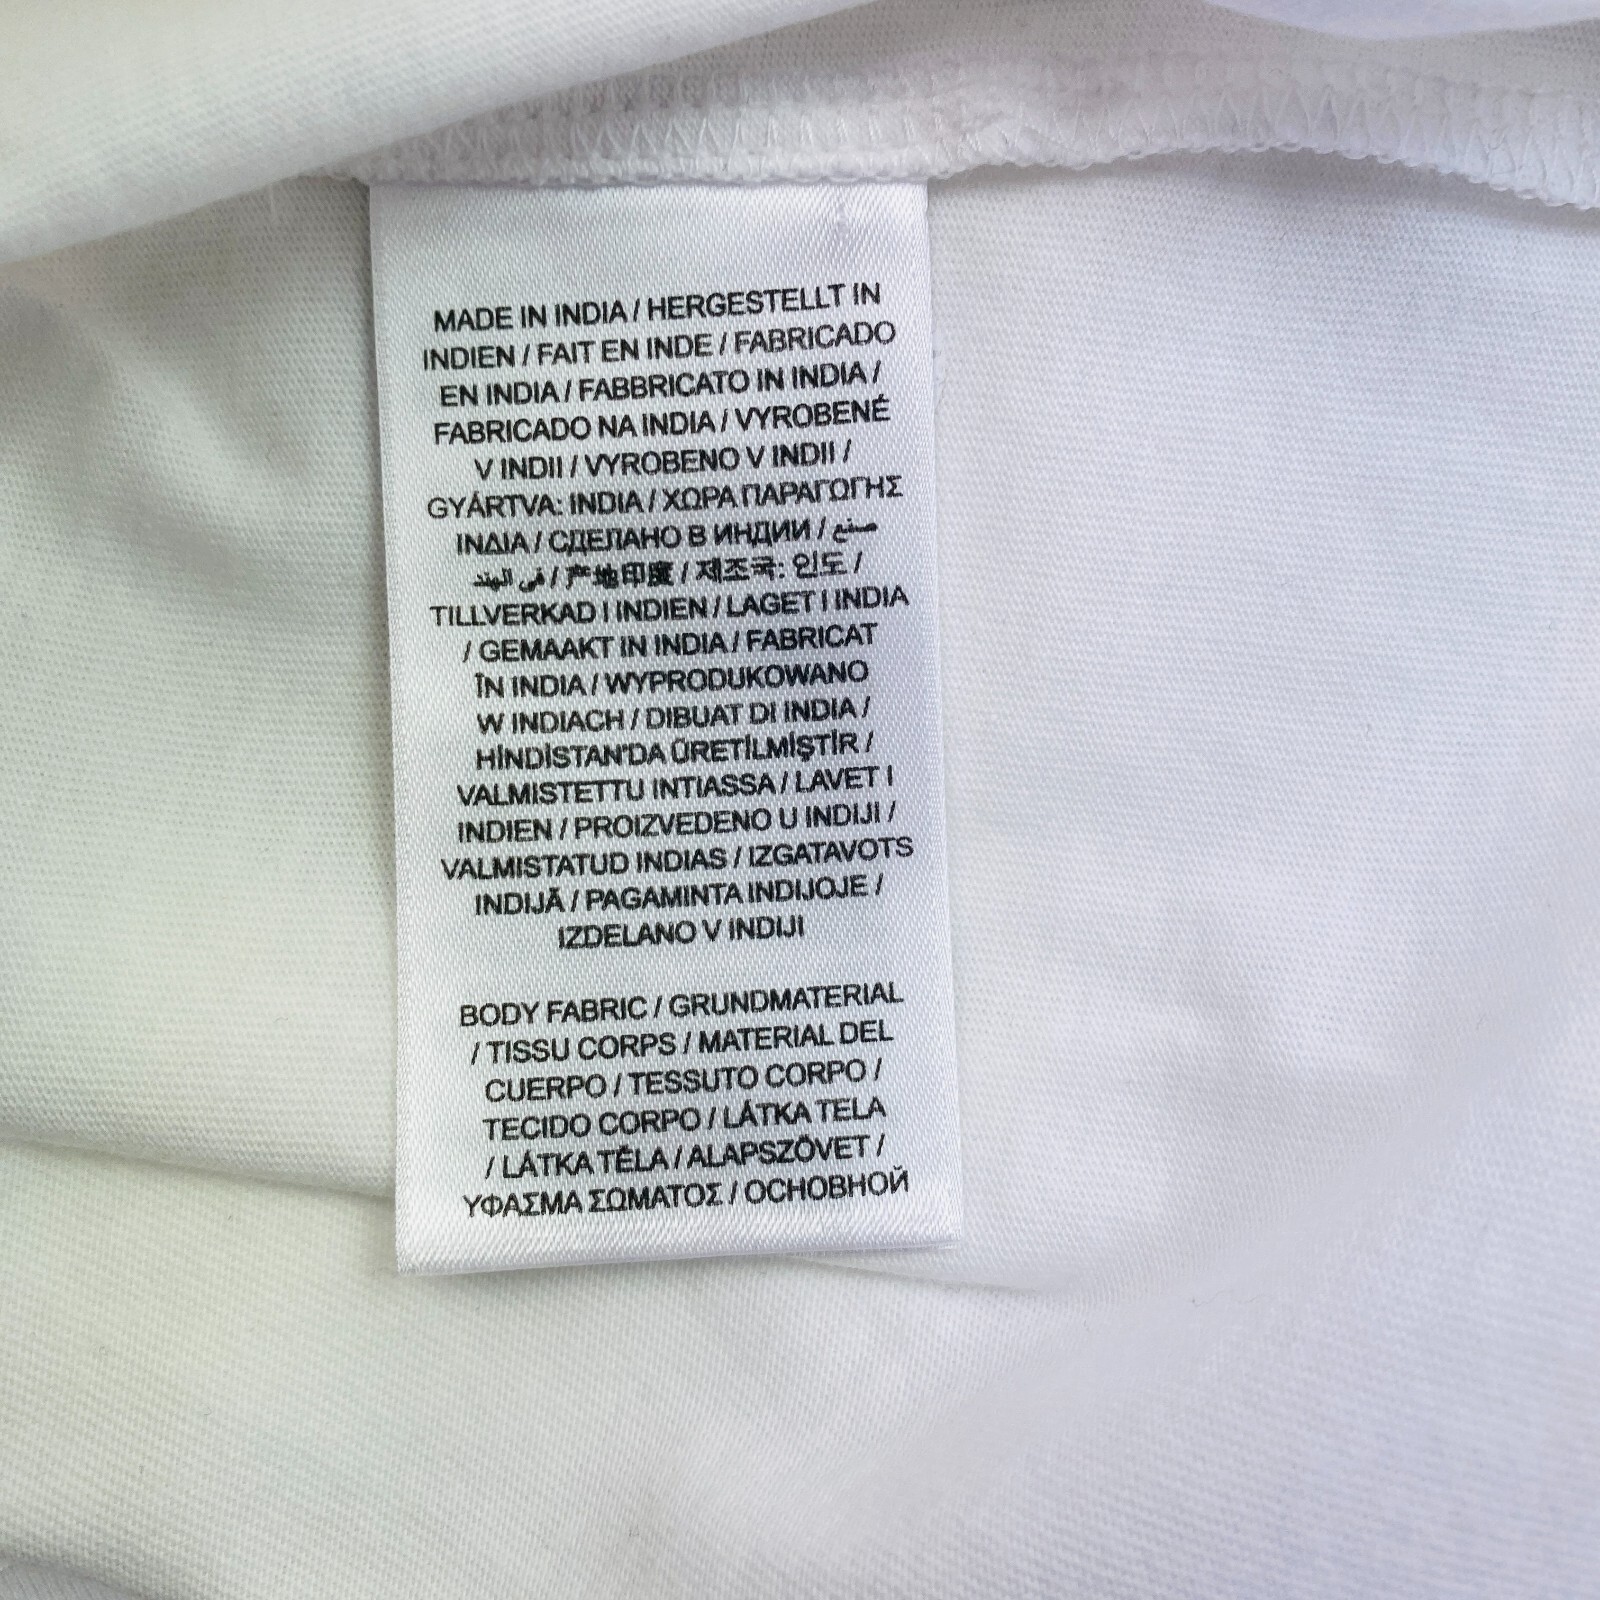 MADE IN INDIA / HERGESTELLT IN
INDIEN / FAIT EN INDE / FABRICADO
EN INDIA / FABBRICATO IN INDIA /
FABRICADO NA INDIA / VYROBENÉ
V INDII / VYROBENO V INDII /
GYÁRTVA: INDIA / ΧΩΡΑ ΠΑΡΑΓΩΓΗΣ
ΙΝΔΙΑ / СДЕЛАНО В ИНДИИ / صنع
في الهند / 产地印度 / 제조국: 인도 /
TILLVERKAD I INDIEN / LAGET I INDIA
/ GEMAAKT IN INDIA / FABRICAT
ÎN INDIA / WYPRODUKOWANO
W INDIACH / DIBUAT DI INDIA /
HİNDİSTAN'DA ÜRETİLMİŞTİR /
VALMISTETTU INTIASSA / LAVET I
INDIEN / PROIZVEDENO U INDIJI /
VALMISTATUD INDIAS / IZGATAVOTS
INDIJĀ / PAGAMINTA INDIJOJE /
IZDELANO V INDIJI
BODY FABRIC / GRUNDMATERIAL
/ TISSU CORPS / MATERIAL DEL
CUERPO / TESSUTO CORPO /
TECIDO CORPO / LÁTKA TELA
/ LÁTKA TĚLA / ALAPSZÖVET /
ΥΦΑΣΜΑ ΣΩΜΑΤΟΣ / ОСНОВНОЙ